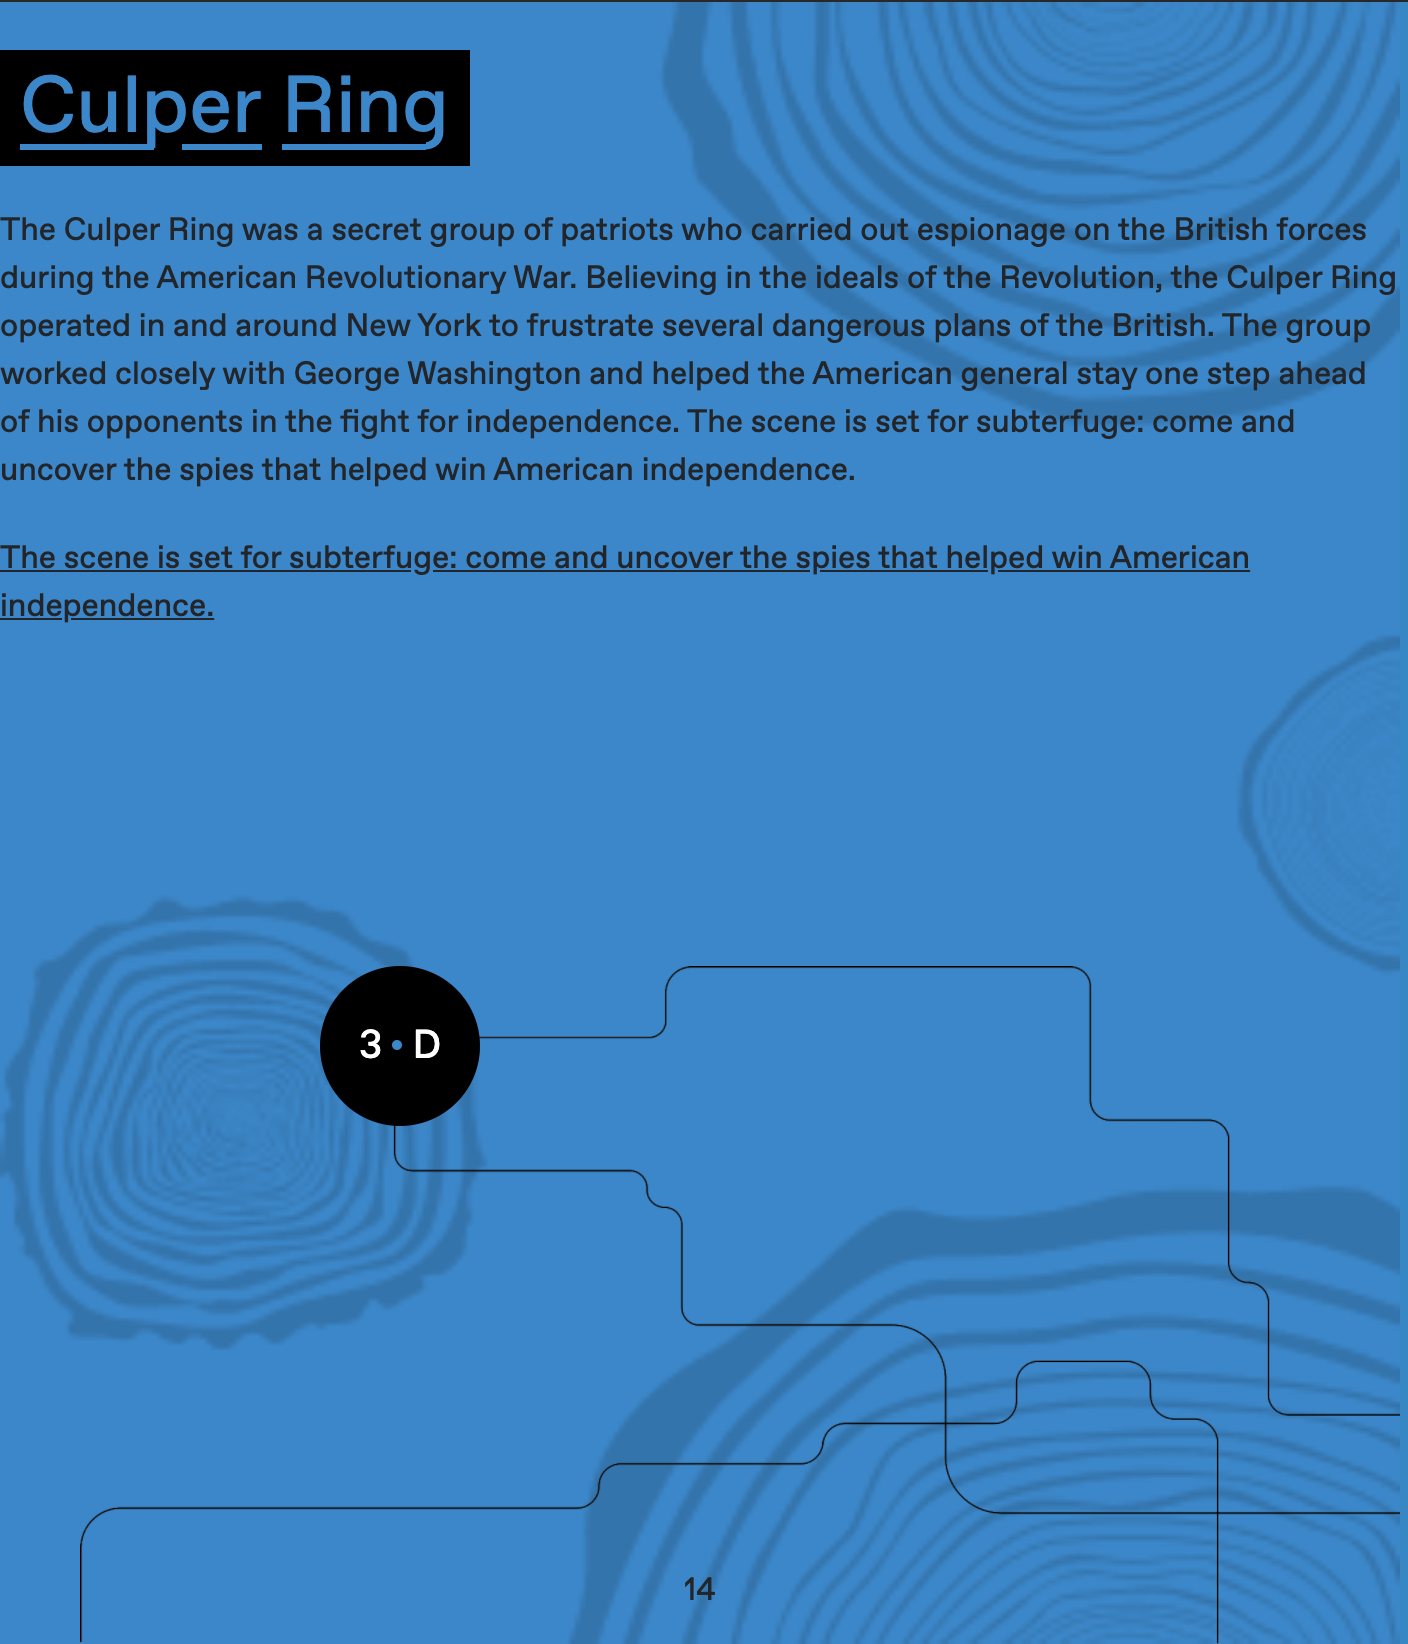 Culper Ring
The Culper Ring was a secret group of patriots who carried out espionage on the British forces
during the American Revolutionary War. Believing in the ideals of the Revolution, the Culper Ring
operated in and around New York to frustrate several dangerous plans of the British. The group
worked closely with George Washington and helped the American general stay one step ahead
of his opponents in the fight for independence. The scene is set for subterfuge: come and
uncover the spies that helped win American independence.
The scene is set for subterfuge: come and uncover the spies that helped win American
independence.
3 • D
14